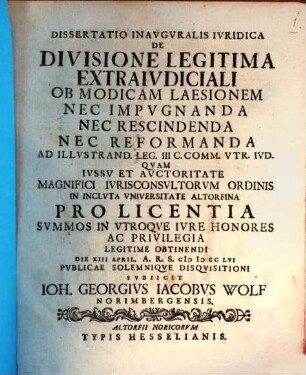 DISSERTATIO INAVGVRALIS IVRIDICA
DE
DIVISIONE LEGITIMA
EXTRAIVDICIALI
OB MODICAM LAESIONEM
NEC IMPVGNANDA
NEC RESCINDENDA
NEC REFORMANDA
AD ILLVSTRAND. LEG. III C. COMM. VTR. IVD.
QVAM
IVSSV ET AVCTORITATE
MAGNIFICI IVRISCONSVLTORVM ORDINIS
IN INCLVTA VNIVERSITATE ALTORFINA
PRO LICENTIA
SVMMOS IN VTROQVE IVRE HONORES
AC PRIVILEGIA
LEGITIME OBTINENDI
DIE XIII APRIL. A. R. S. cIɔ Iɔ CC LVI
PVBLICAE SOLEMNIQVE DISQVISITIONI
SVBIICIT
IOH. GEORGIVS IACOBVS WOLF
NORIMBERGENSIS.
ALTORFII NORICORVM
TYPIS HESSELIANIS.